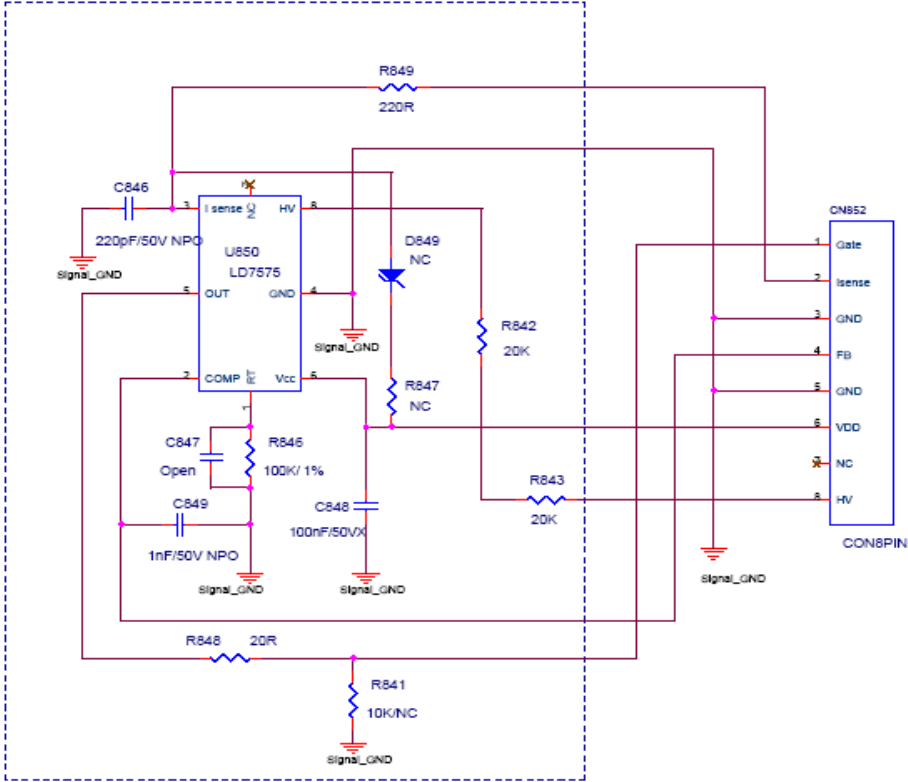 R849
220R
C846
220pF/50V NPO
Signal_GND
3
I sense
NC
HV
8
U850
LD7575
5
OUT
GND
4
2
COMP
RT
Vcc
6
1
D849
NC
Signal_GND
R842
20K
R847
NC
C847
Open
R846
100K/ 1%
C849
1nF/50V NPO
C848
100nF/50VX
R843
20K
Signal_GND
Signal_GND
R848
20R
R841
10K/NC
Signal_GND
CN852
1
Gate
2
Isense
3
GND
4
FB
5
GND
6
VDD
7
NC
8
HV
CON8PIN
Signal_GND